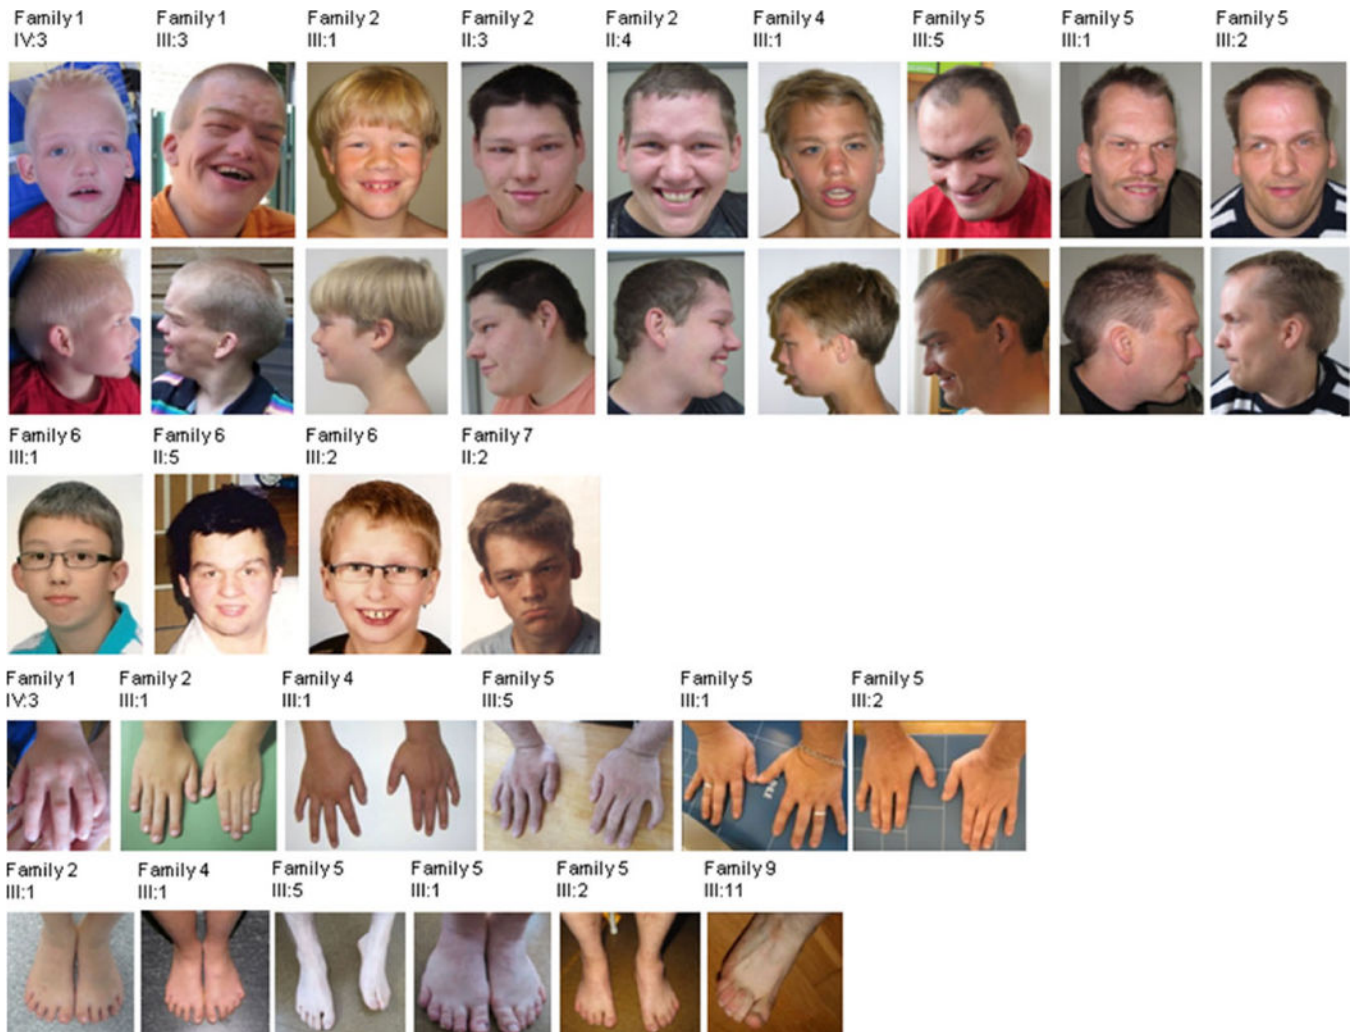 Family 1 Family 1 Family 2 Family 2 Family 2 Family 4 Family 5 Family 5 Family 5
IV:3 III:3 III:1 II:3 II:4 III:1 III:5 III:1 III:2
Family 6 Family 6 Family 6 Family 7
III:1 II:5 III:2 II:2
Family 1 Family 2 Family 4 Family 5 Family 5 Family 5
IV:3 III:1 III:1 III:5 III:1 III:2
Family 2 Family 4 Family 5 Family 5 Family 5 Family 9
III:1 III:1 III:5 III:1 III:2 III:11